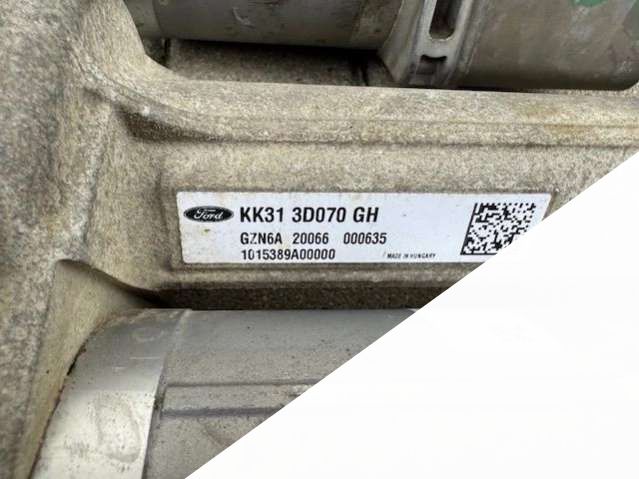 Ford KK31 3D070 GH
GZN6A 20066 000635
1015389A00000 MADE IN HUNGARY